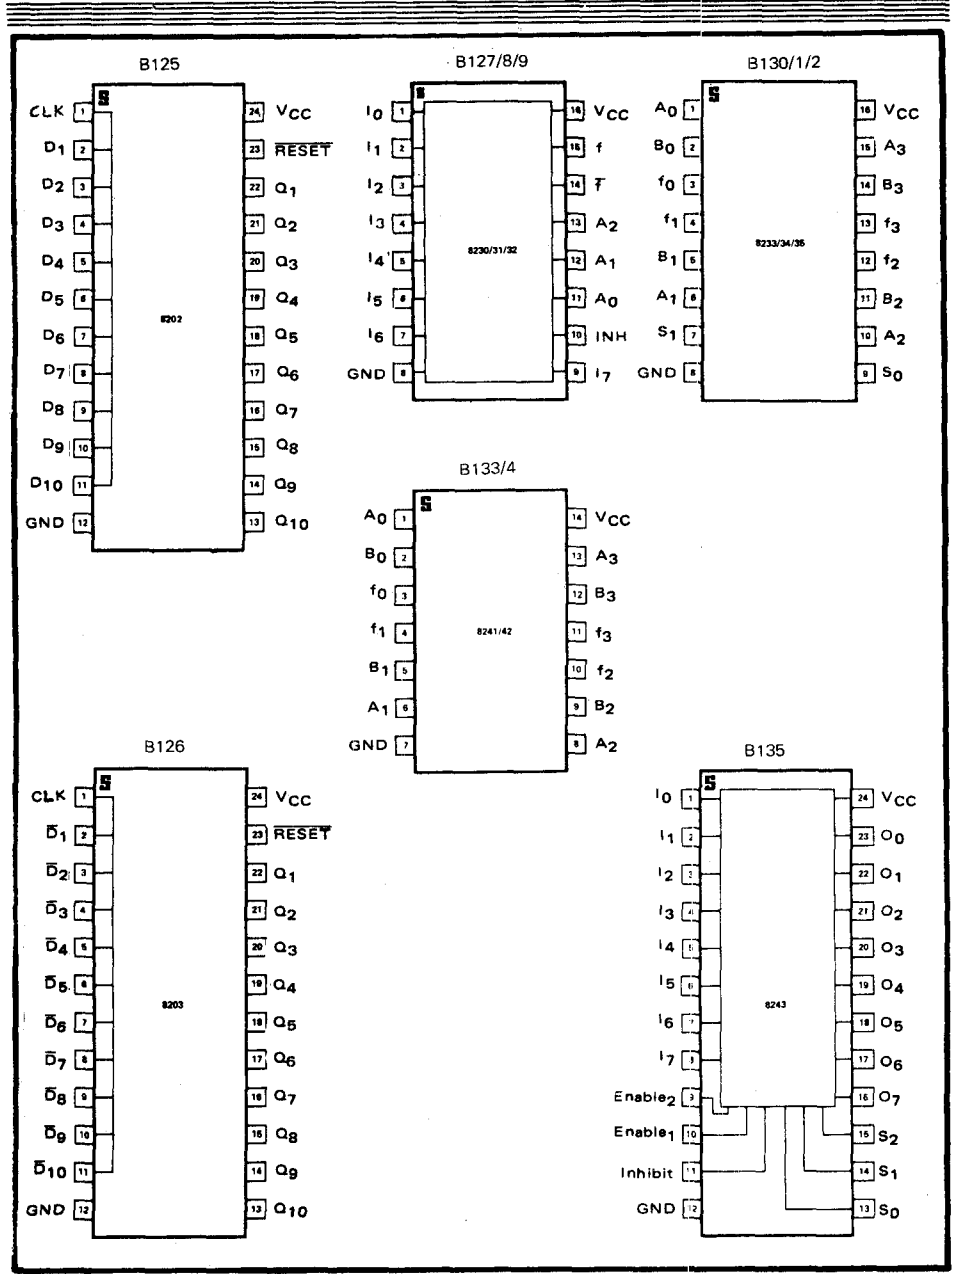 B125
CLK 1 24 VCC
D1 2 23 RESET
D2 3 22 Q1
D3 4 21 Q2
D4 5 20 Q3
D5 6 19 Q4
8202
D6 7 18 Q5
D7 8 17 Q6
D8 9 16 Q7
D9 10 15 Q8
D10 11 14 Q9
GND 12 13 Q10
B127/8/9
I0 1 16 VCC
I1 2 15 f
I2 3 14 f̅
I3 4 13 A2
8230/31/32
I4 5 12 A1
I5 6 11 A0
I6 7 10 INH
GND 8 9 I7
B130/1/2
A0 1 16 VCC
B0 2 15 A3
f0 3 14 B3
f1 4 13 f3
8233/34/35
B1 5 12 f2
A1 6 11 B2
S1 7 10 A2
GND 8 9 S0
B133/4
A0 1 14 VCC
B0 2 13 A3
f0 3 12 B3
f1 4 8241/42 11 f3
B1 5 10 f2
A1 6 9 B2
GND 7 8 A2
B126
CLK 1 24 VCC
D̅1 2 23 RESET
D̅2 3 22 Q1
D̅3 4 21 Q2
D̅4 5 20 Q3
D̅5 6 19 Q4
8203
D̅6 7 18 Q5
D̅7 8 17 Q6
D̅8 9 16 Q7
D̅9 10 15 Q8
D̅10 11 14 Q9
GND 12 13 Q10
B135
I0 1 24 VCC
I1 2 23 O0
I2 3 22 O1
I3 4 21 O2
I4 5 20 O3
I5 6 19 O4
8243
I6 7 18 O5
I7 8 17 O6
Enable2 9 16 O7
Enable1 10 15 S2
Inhibit 11 14 S1
GND 12 13 S0